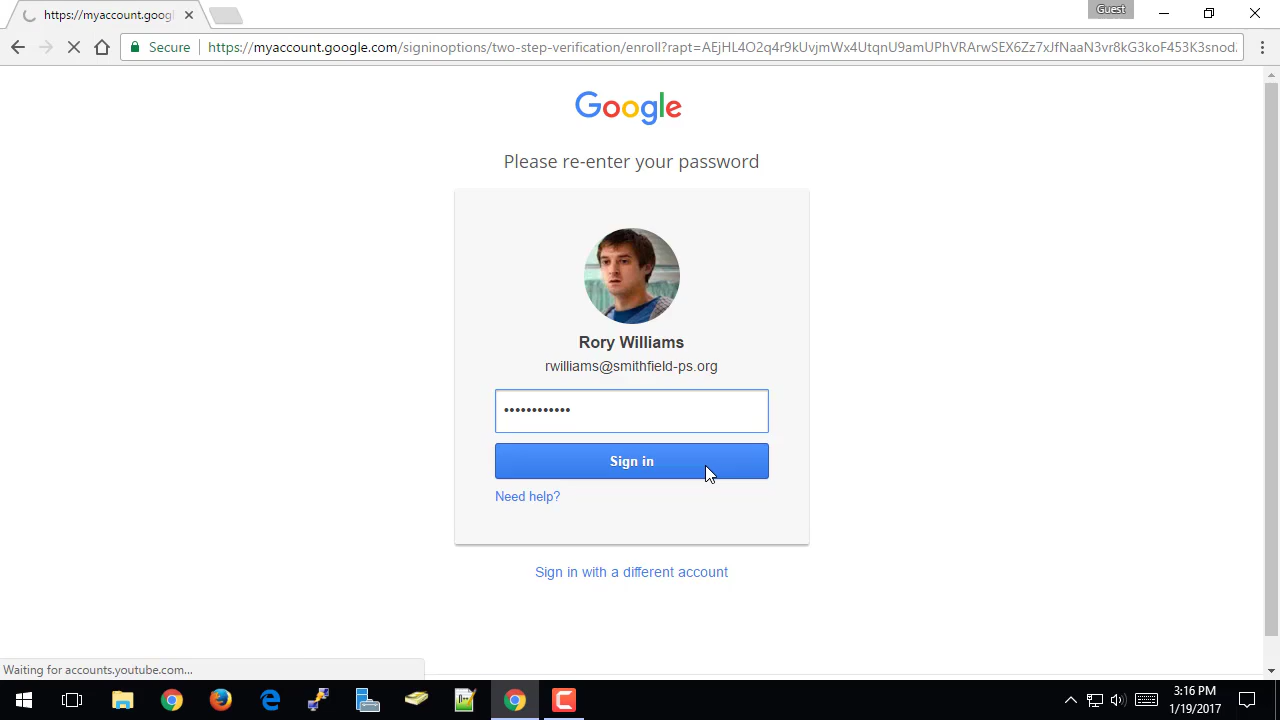 https://myaccount.googl
Guest
Secure
https://myaccount.google.com/signinoptions/two-step-verification/enroll?rapt=AEjHL4O2q4r9kUvjmWx4UtqnU9amUPhVRArwSEX6Zz7xJfNaaN3vr8kG3koF453K3snod
Google
Please re-enter your password
Rory Williams
rwilliams@smithfield-ps.org
••••••••••••
Sign in
Need help?
Sign in with a different account
Waiting for accounts.youtube.com...
3:16 PM
1/19/2017